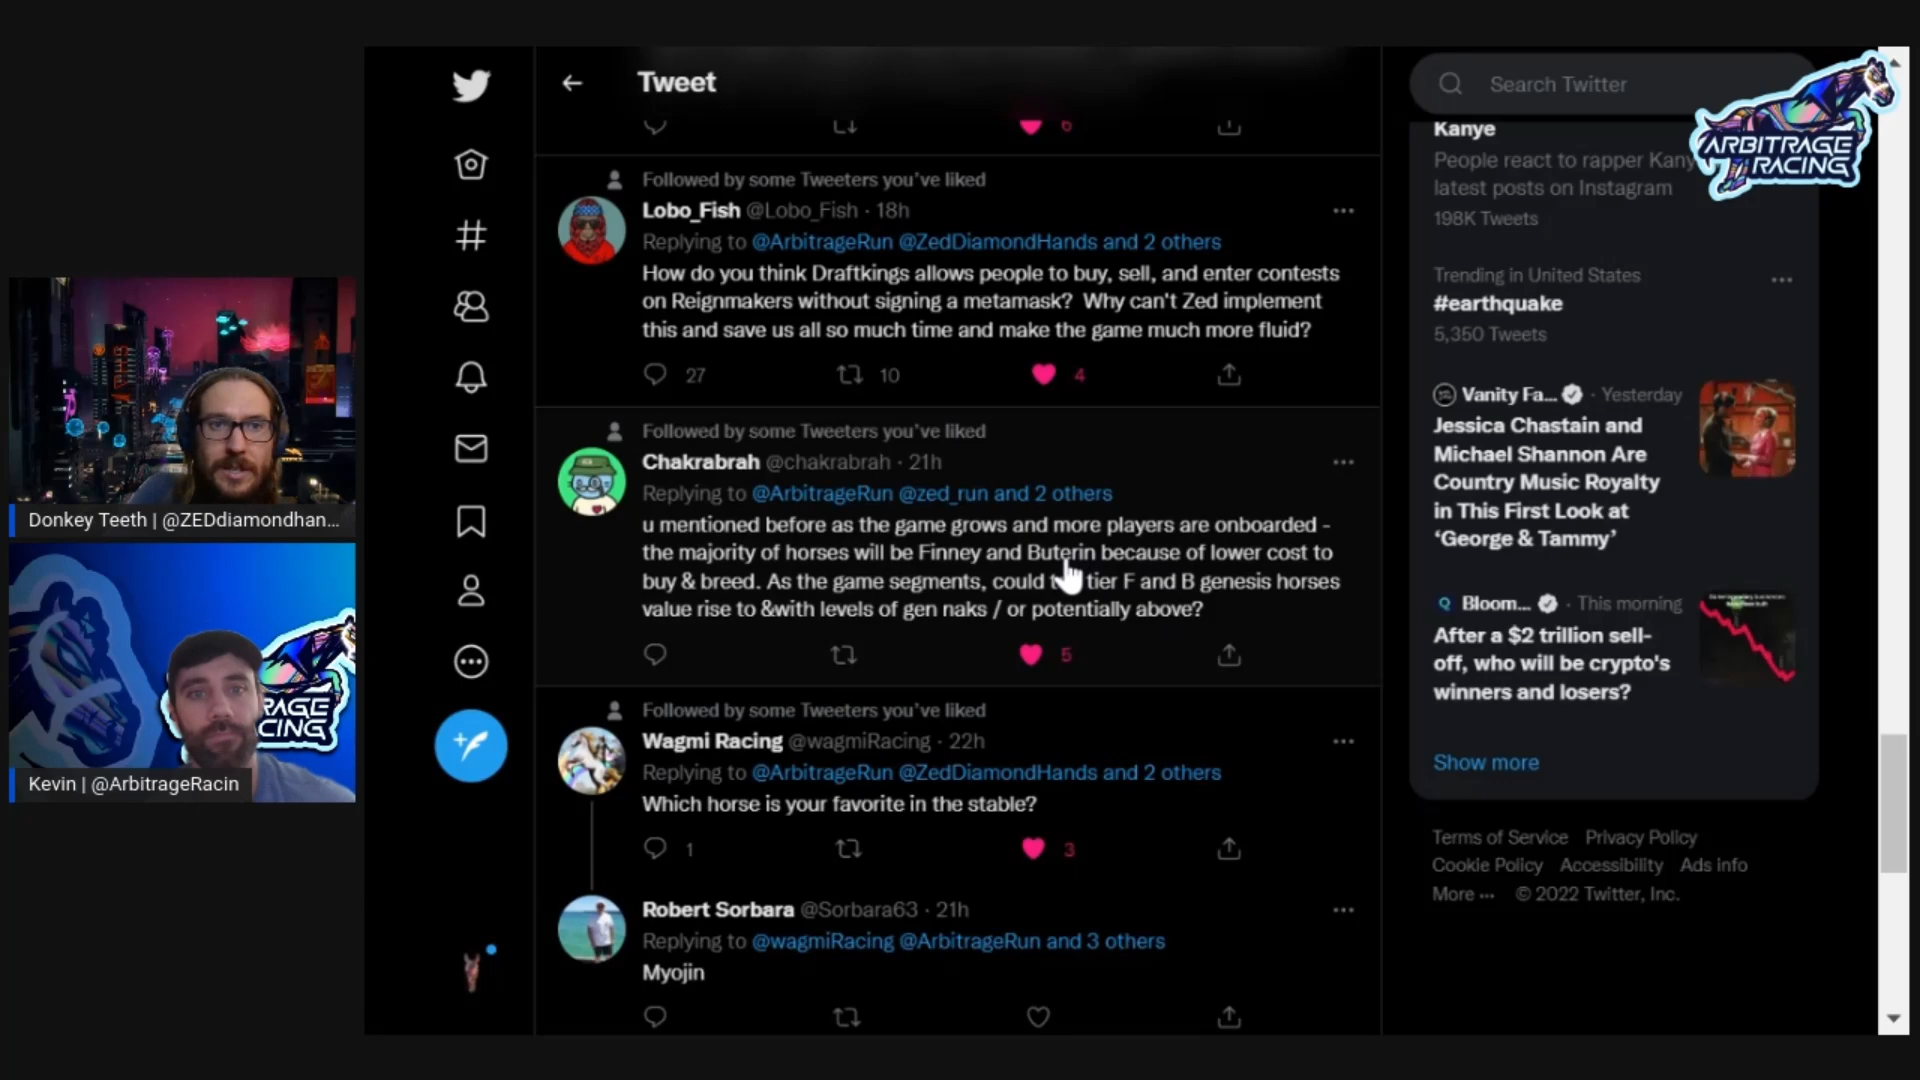 Tweet
Search Twitter
ARBITRAGE
RACING
6
Followed by some Tweeters you've liked
Lobo_Fish @Lobo_Fish · 18h
Replying to @ArbitrageRun @ZedDiamondHands and 2 others
How do you think Draftkings allows people to buy, sell, and enter contests
on Reignmakers without signing a metamask? Why can't Zed implement
this and save us all so much time and make the game much more fluid?
27 10 4
Followed by some Tweeters you've liked
Chakrabrah @chakrabrah · 21h
Replying to @ArbitrageRun @zed_run and 2 others
u mentioned before as the game grows and more players are onboarded -
the majority of horses will be Finney and Buterin because of lower cost to
buy & breed. As the game segments, could tier F and B genesis horses
value rise to &with levels of gen naks / or potentially above?
5
Followed by some Tweeters you've liked
Wagmi Racing @wagmiRacing · 22h
Replying to @ArbitrageRun @ZedDiamondHands and 2 others
Which horse is your favorite in the stable?
1 3
Robert Sorbara @Sorbara63 · 21h
Replying to @wagmiRacing @ArbitrageRun and 3 others
Myojin
Kanye
People react to rapper Kany
latest posts on Instagram
198K Tweets
Trending in United States
#earthquake
5,350 Tweets
Vanity Fa... · Yesterday
Jessica Chastain and
Michael Shannon Are
Country Music Royalty
in This First Look at
'George & Tammy'
Bloom... · This morning
After a $2 trillion sell-
off, who will be crypto's
winners and losers?
Show more
Terms of Service Privacy Policy
Cookie Policy Accessibility Ads info
More ··· © 2022 Twitter, Inc.
Donkey Teeth | @ZEDdiamondhan...
RAGE
CING
Kevin | @ArbitrageRacin